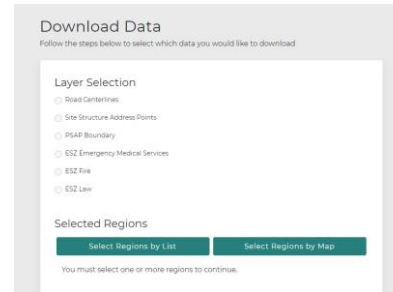 Download Data
Follow the steps below to select which data you would like to download
Layer Selection
Road Centerlines
Site Structure Address Points
PSAP Boundary
ESZ Emergency Medical Services
ESZ Fire
ESZ Law
Selected Regions
Select Regions by List
Select Regions by Map
You must select one or more regions to continue.